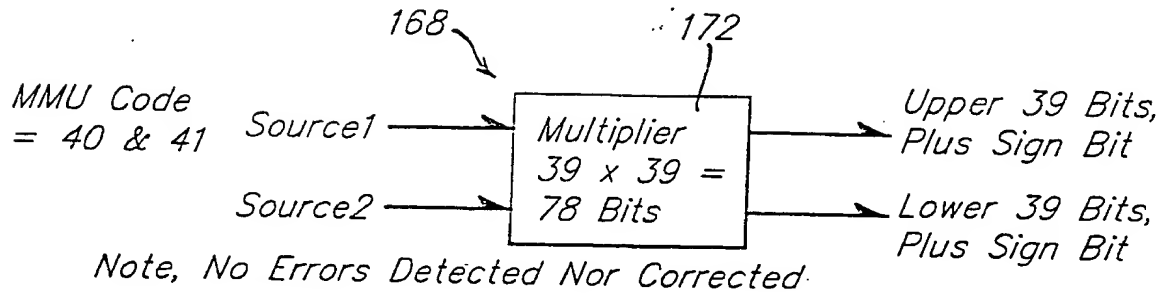 168
172
MMU Code
= 40 & 41
Source1
Source2
Multiplier
39 x 39 =
78 Bits
Upper 39 Bits,
Plus Sign Bit
Lower 39 Bits,
Plus Sign Bit
Note, No Errors Detected Nor Corrected